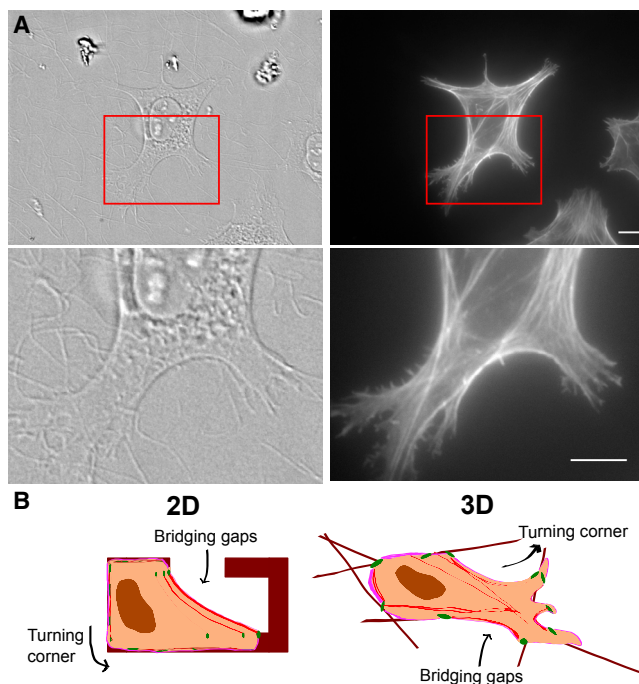 A
B
2D
3D
Bridging gaps
Turning corner
Turning
corner
Bridging gaps